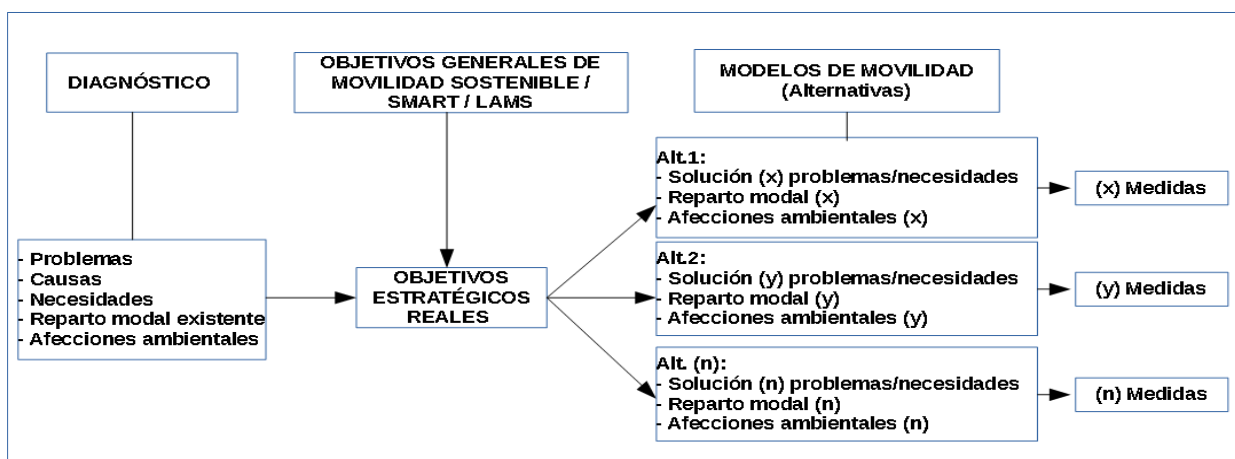 DIAGNÓSTICO
OBJETIVOS GENERALES DE
MOVILIDAD SOSTENIBLE /
SMART / LAMS
MODELOS DE MOVILIDAD
(Alternativas)
- Problemas
- Causas
- Necesidades
- Reparto modal existente
- Afecciones ambientales
OBJETIVOS
ESTRATÉGICOS
REALES
Alt.1:
- Solución (x) problemas/necesidades
- Reparto modal (x)
- Afecciones ambientales (x)
(x) Medidas
Alt.2:
- Solución (y) problemas/necesidades
- Reparto modal (y)
- Afecciones ambientales (y)
(y) Medidas
Alt. (n):
- Solución (n) problemas/necesidades
- Reparto modal (n)
- Afecciones ambientales (n)
(n) Medidas